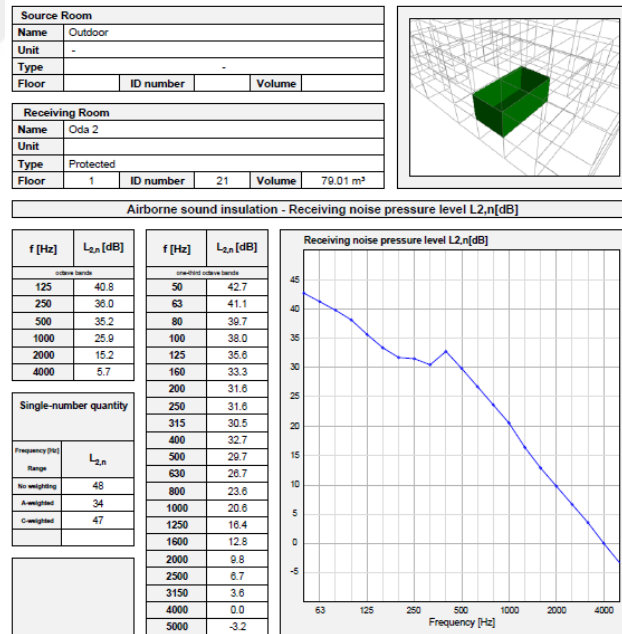 Source Room
Name Outdoor
Unit -
Type -
Floor ID number Volume
Receiving Room
Name Oda 2
Unit
Type Protected
Floor 1 ID number 21 Volume 79.01 m³
Airborne sound insulation - Receiving noise pressure level L2,n[dB]
f [Hz] L2,n [dB]
octave bands
125 40.8
250 36.0
500 35.2
1000 25.9
2000 15.2
4000 5.7
Single-number quantity
Frequency [Hz] Range L2,n
No weighting 48
A-weighted 34
C-weighted 47
f [Hz] L2,n [dB]
one-third octave bands
50 42.7
63 41.1
80 39.7
100 38.0
125 35.6
160 33.3
200 31.6
250 31.6
315 30.5
400 32.7
500 29.7
630 26.7
800 23.6
1000 20.6
1250 16.4
1600 12.8
2000 9.8
2500 6.7
3150 3.6
4000 0.0
5000 -3.2
Receiving noise pressure level L2,n[dB]
45
40
35
30
25
20
15
10
5
0
-5
63 125 250 500 1000 2000 4000
Frequency [Hz]